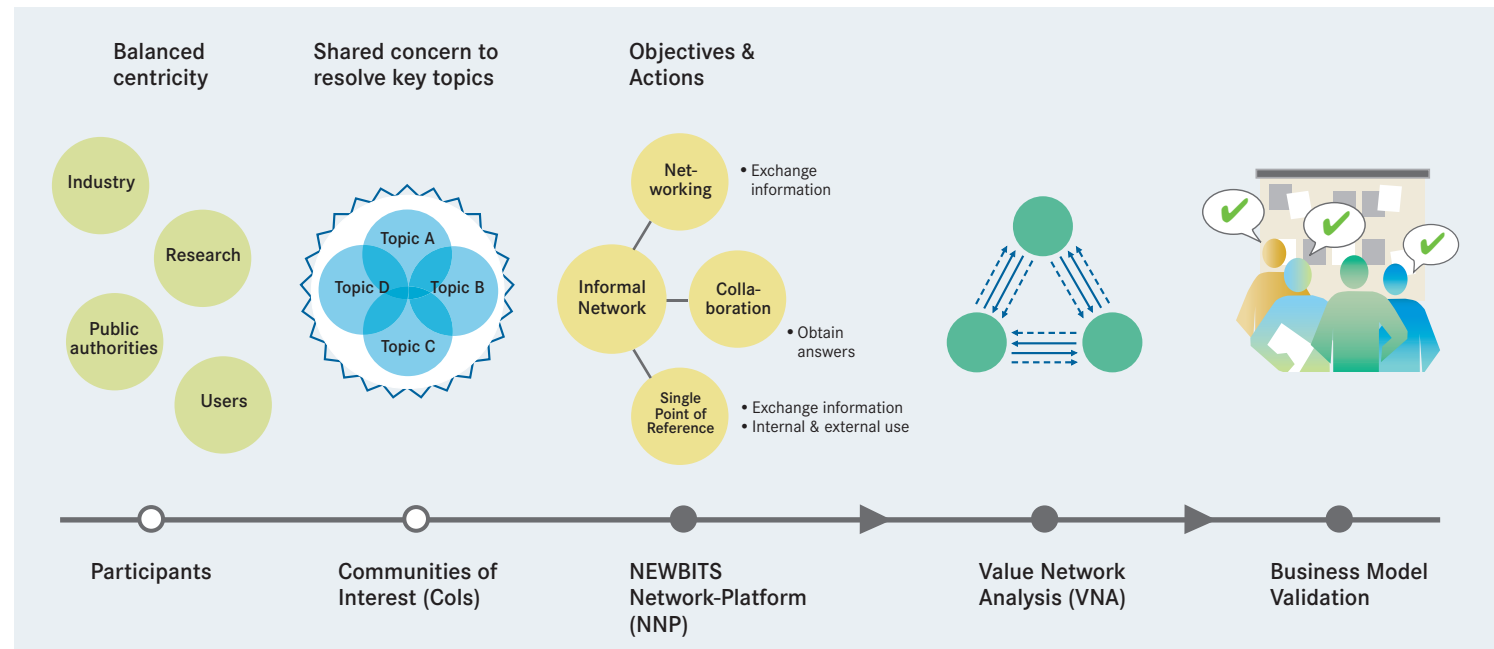 Balanced
centricity
Shared concern to
resolve key topics
Objectives &
Actions
Industry
Research
Public
authorities
Users
Topic A
Topic D
Topic B
Topic C
Net-
working
• Exchange
information
Informal
Network
Colla-
boration
• Obtain
answers
Single
Point of
Reference
• Exchange information
• Internal & external use
Participants
Communities of
Interest (CoIs)
NEWBITS
Network-Platform
(NNP)
Value Network
Analysis (VNA)
Business Model
Validation